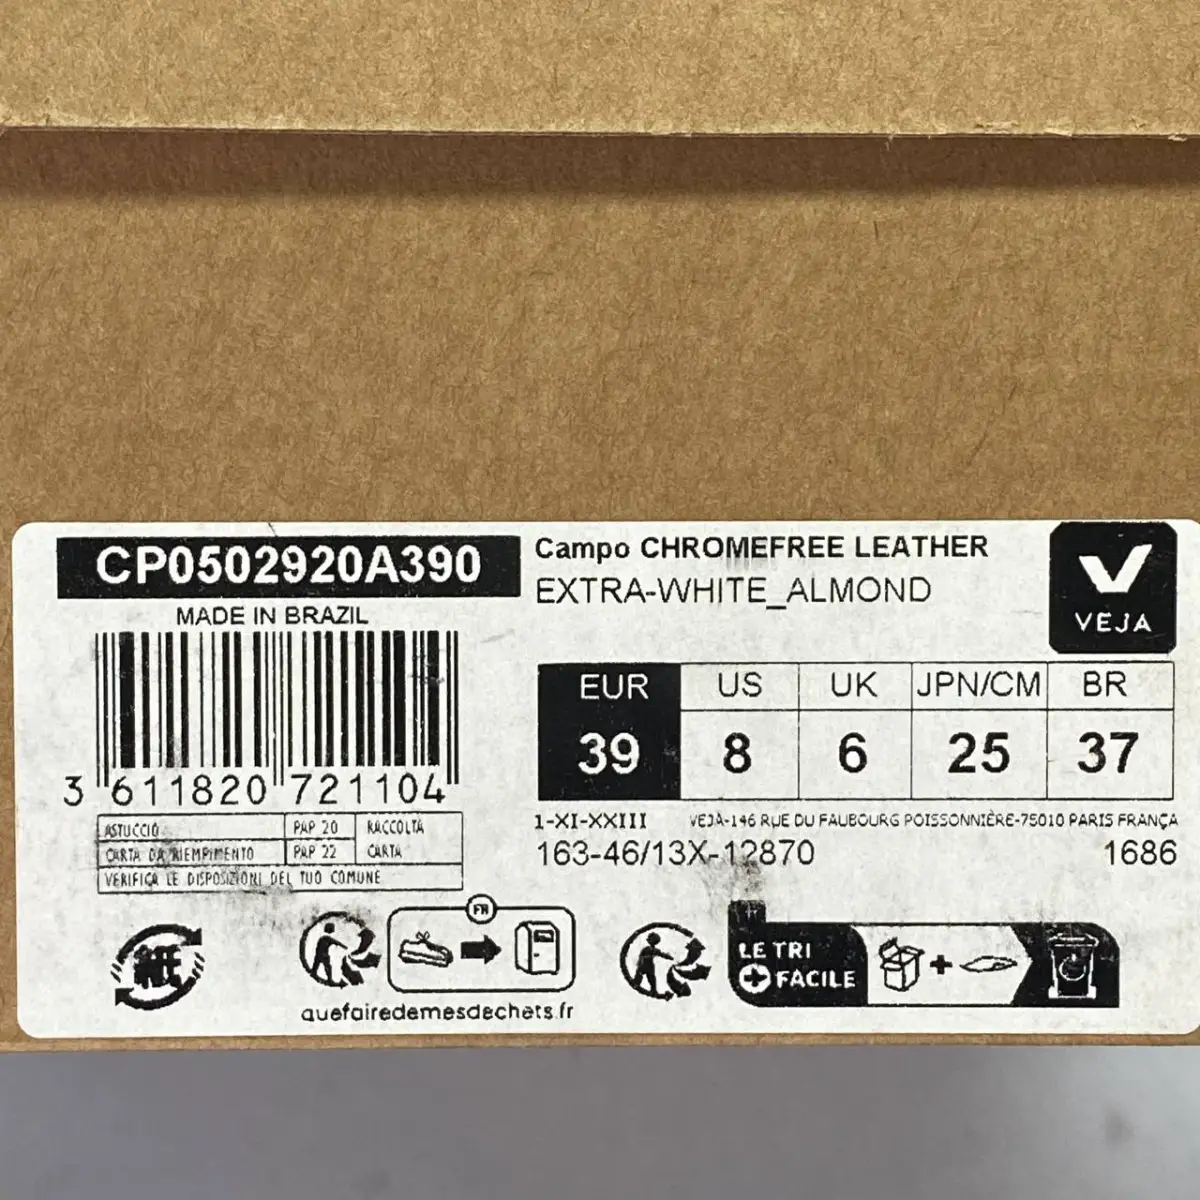 CP0502920A390
MADE IN BRAZIL
3 611820 721104
Campo CHROMEFREE LEATHER
EXTRA-WHITE_ALMOND
VEJA
EUR US UK JPN/CM BR
39 8 6 25 37
1-XI-XXIII VEJA-146 RUE DU FAUBOURG POISSONNIÈRE-75010 PARIS FRANÇA
163-46/13X-12870 1686
ASTUCCIO PAP 20 RACCOLTA
CARTA DA RIEMPIMENTO PAP 22 CARTA
VERIFICA LE DISPOSIZIONI DEL TUO COMUNE
FR
quefairedemesdechets.fr
LE TRI
+ FACILE
+